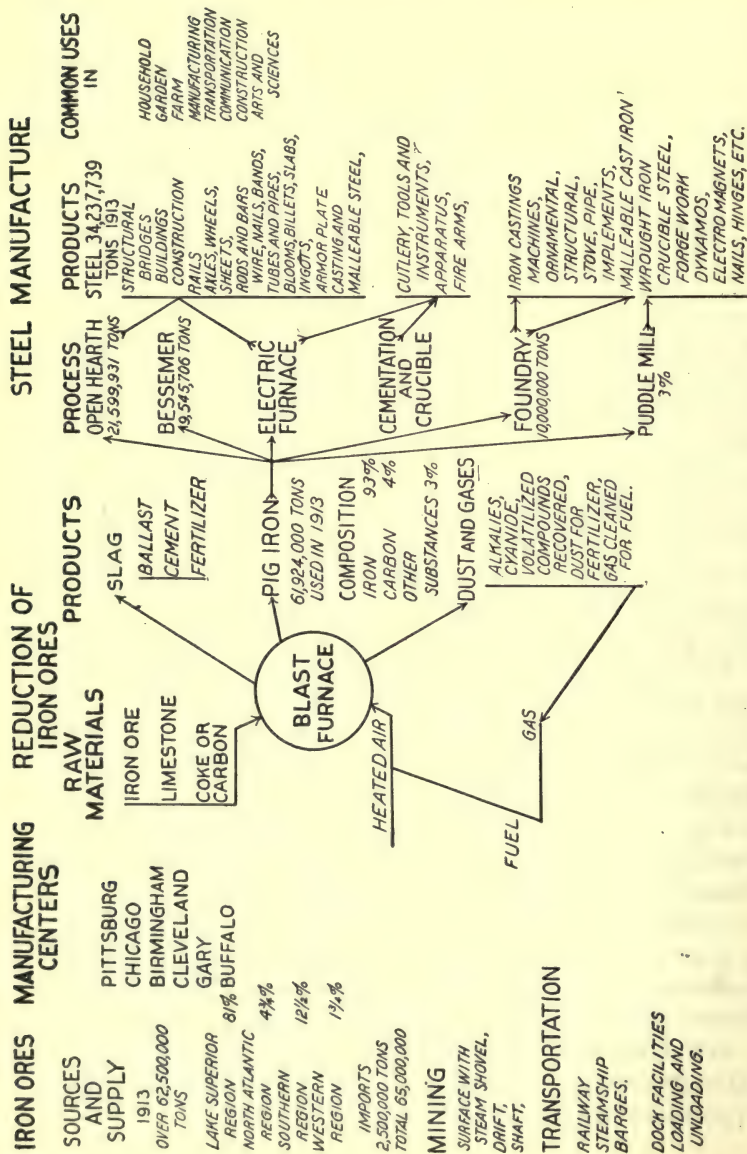 IRON ORES
SOURCES
AND
SUPPLY
1913
OVER 62,500,000
TONS
LAKE SUPERIOR
REGION 81%
NORTH ATLANTIC
REGION 4¾%
SOUTHERN
REGION 12½%
WESTERN
REGION 1¾%
IMPORTS
2,500,000 TONS
TOTAL 65,000,000
MINING
SURFACE WITH
STEAM SHOVEL,
DRIFT,
SHAFT,
TRANSPORTATION
RAILWAY
STEAMSHIP
BARGES,
DOCK FACILITIES
LOADING AND
UNLOADING.
MANUFACTURING
CENTERS
PITTSBURG
CHICAGO
BIRMINGHAM
CLEVELAND
GARY
BUFFALO
REDUCTION OF
IRON ORES
RAW
MATERIALS
IRON ORE
LIMESTONE
COKE OR
CARBON
BLAST
FURNACE
HEATED AIR
FUEL
GAS
PRODUCTS
SLAG
BALLAST
CEMENT
FERTILIZER
PIG IRON
61,924,000 TONS
USED IN 1913
COMPOSITION
IRON 93%
CARBON 4%
OTHER
SUBSTANCES 3%
DUST AND GASES
ALKALIES,
CYANIDE,
VOLATILIZED
COMPOUNDS
RECOVERED,
DUST FOR
FERTILIZER,
GAS CLEANED
FOR FUEL.
STEEL MANUFACTURE
PROCESS
OPEN HEARTH
21,599,931 TONS
BESSEMER
49,545,706 TONS
ELECTRIC
FURNACE
CEMENTATION
AND
CRUCIBLE
FOUNDRY
10,000,000 TONS
PUDDLE MILL
3%
PRODUCTS
STEEL 34,237,739
TONS 1913
STRUCTURAL
BRIDGES
BUILDINGS
CONSTRUCTION
RAILS
AXLES, WHEELS,
SHEETS,
RODS AND BARS
WIRE, NAILS, BANDS,
TUBES AND PIPES,
BLOOMS, BILLETS, SLABS,
INGOTS,
ARMOR PLATE
CASTING AND
MALLEABLE STEEL,
CUTLERY, TOOLS AND
INSTRUMENTS,
APPARATUS,
FIRE ARMS,
IRON CASTINGS
MACHINES,
ORNAMENTAL,
STRUCTURAL,
STOVE, PIPE,
IMPLEMENTS,
MALLEABLE CAST IRON
WROUGHT IRON
CRUCIBLE STEEL,
FORGE WORK
DYNAMOS,
ELECTRO MAGNETS,
NAILS, HINGES, ETC.
COMMON USES
IN
HOUSEHOLD
GARDEN
FARM
MANUFACTURING
TRANSPORTATION
COMMUNICATION
CONSTRUCTION
ARTS AND
SCIENCES